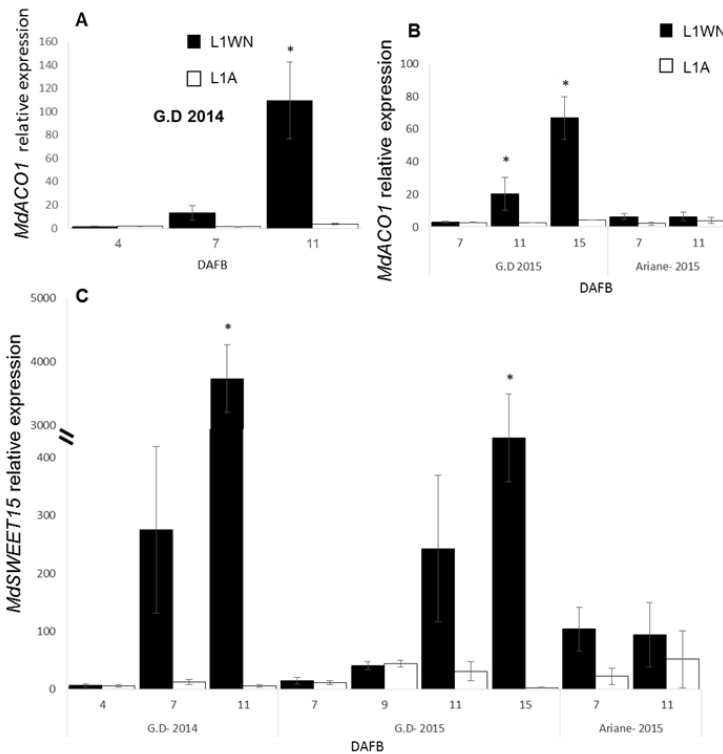 A
L1WN
L1A
G.D 2014
MdACO1 relative expression
160
140
120
100
80
60
40
20
0
*
4 7 11
DAFB
B
L1WN
L1A
MdACO1 relative expression
100
80
60
40
20
0
* *
7 11 15 7 11
G.D 2015 Ariane- 2015
DAFB
C
MdSWEET15 relative expression
5000
4000
3000
400
300
200
100
0
* *
4 7 11 7 9 11 15 7 11
G.D- 2014 G.D- 2015 Ariane- 2015
DAFB